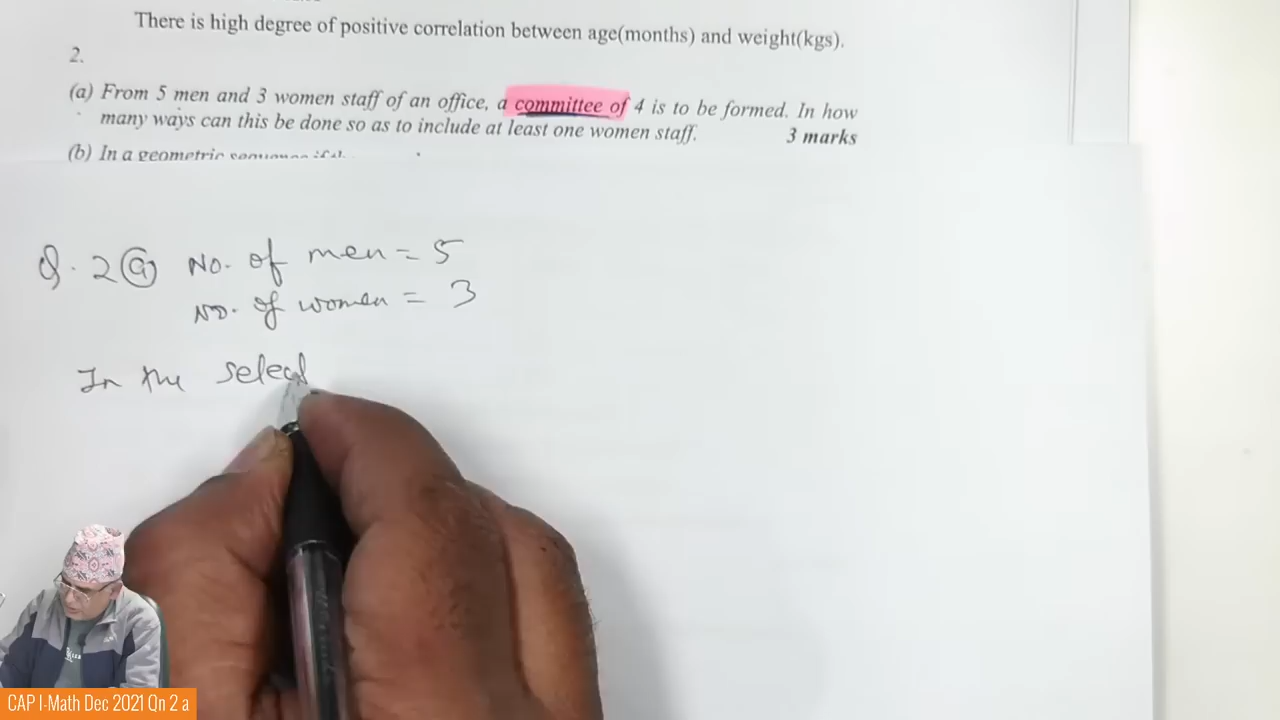 There is high degree of positive correlation between age(months) and weight(kgs).
2.
(a) From 5 men and 3 women staff of an office, a committee of 4 is to be formed. In how
many ways can this be done so as to include at least one women staff. 3 marks
(b) In a geometric
Q. 2(a) No. of men = 5
No. of women = 3
In the select
CAP I-Math Dec 2021 Qn 2 a